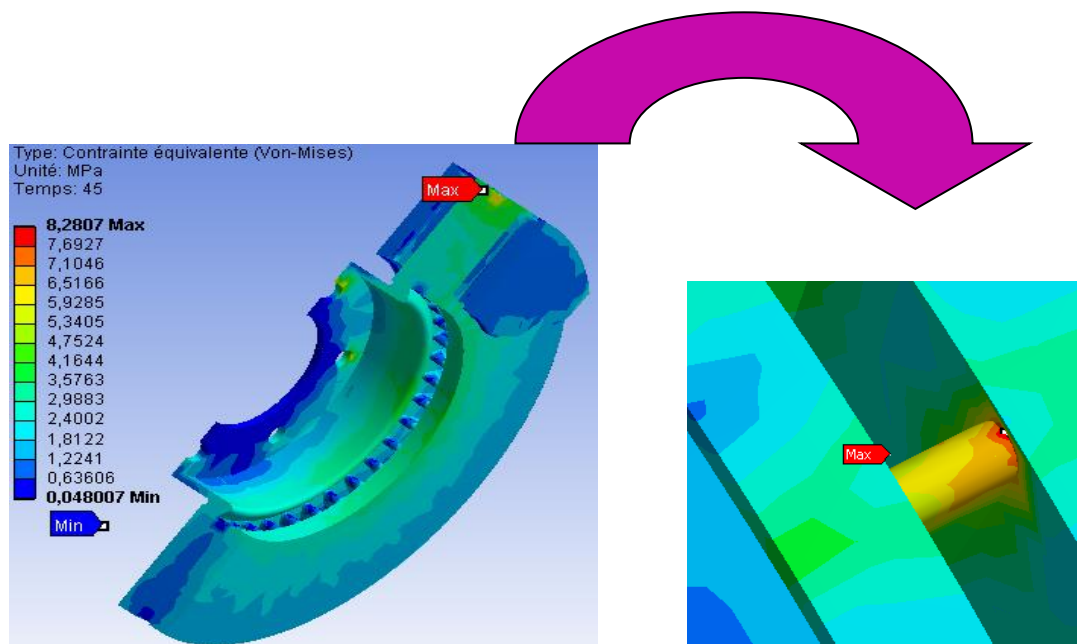 Type: Contrainte équivalente (Von-Mises)
Unité: MPa
Temps: 45
Max
8,2807 Max
7,6927
7,1046
6,5166
5,9285
5,3405
4,7524
4,1644
3,5763
2,9883
2,4002
1,8122
1,2241
0,63606
0,048007 Min
Min
Max